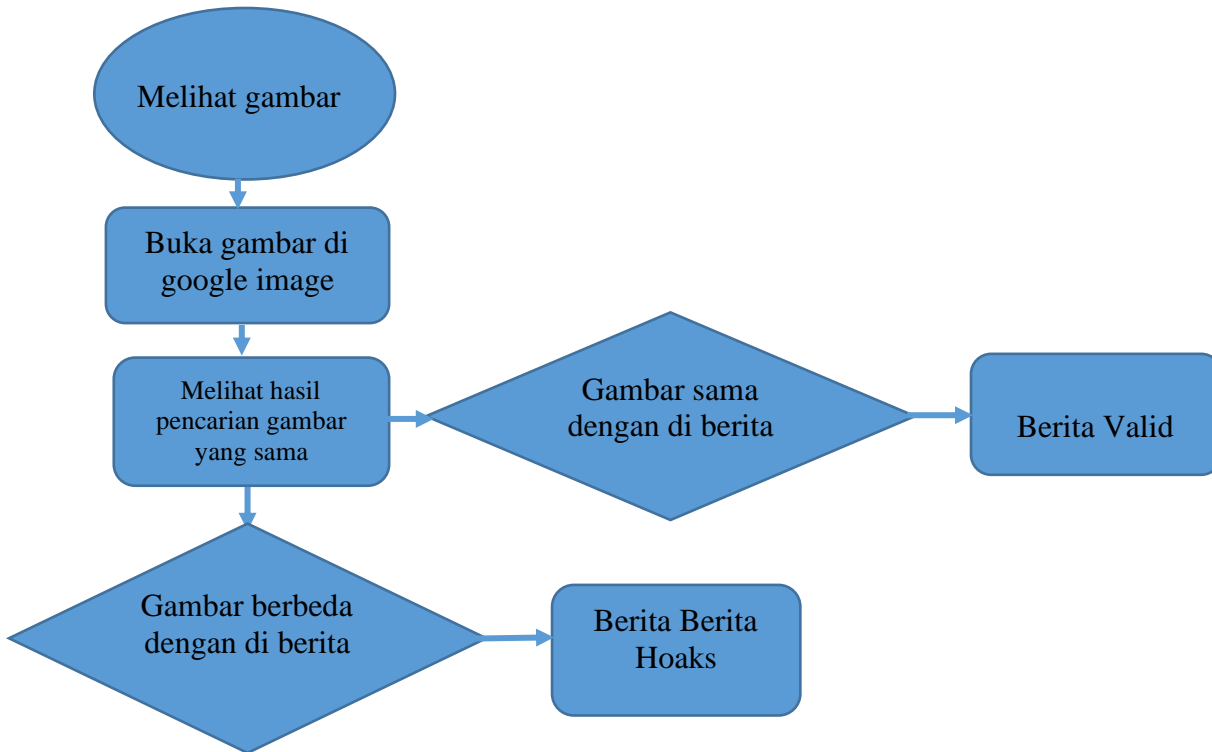 Melihat gambar
Buka gambar di
google image
Melihat hasil
pencarian gambar
yang sama
Gambar sama
dengan di berita
Berita Valid
Gambar berbeda
dengan di berita
Berita Berita
Hoaks